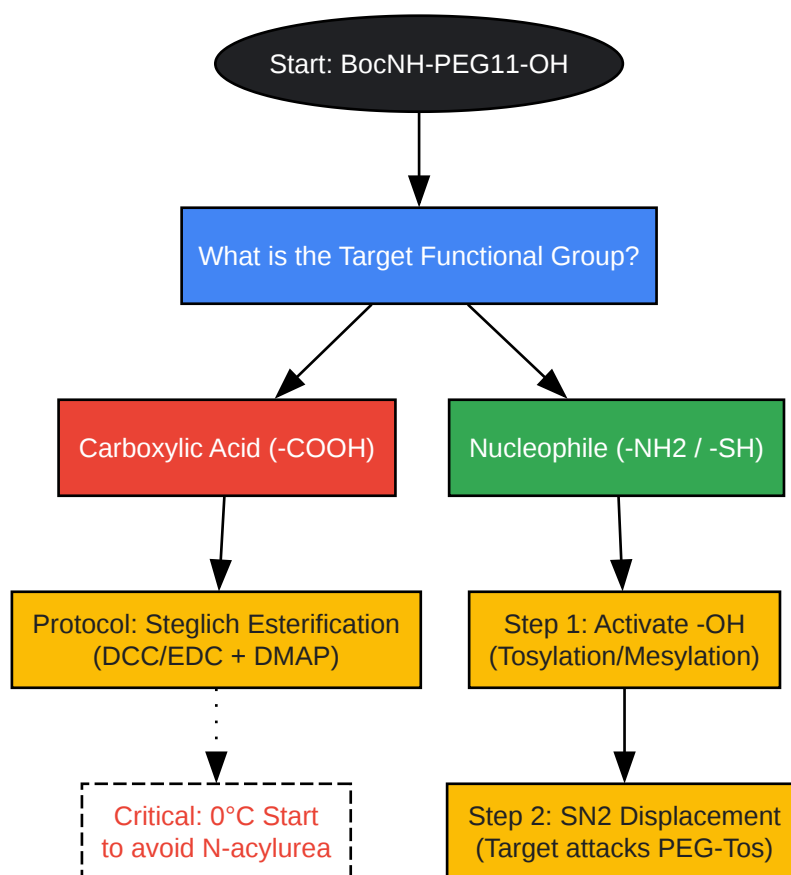 Start: BocNH-PEG11-OH
What is the Target Functional Group?
Carboxylic Acid (-COOH)
Nucleophile (-NH2 / -SH)
Protocol: Steglich Esterification
(DCC/EDC + DMAP)
Step 1: Activate -OH
(Tosylation/Mesylation)
Critical: 0°C Start
to avoid N-acylurea
Step 2: SN2 Displacement
(Target attacks PEG-Tos)